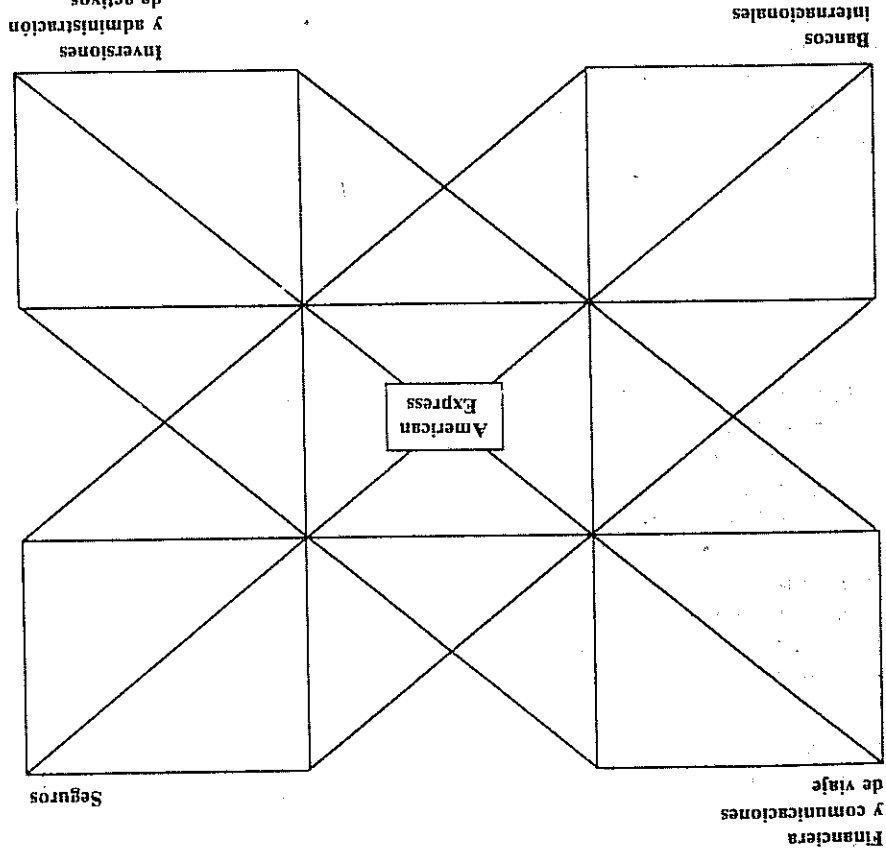 Financiera
y comunicaciones
de viaje
Seguros
American
Express
Bancos
internacionales
Inversiones
y administración
de activos